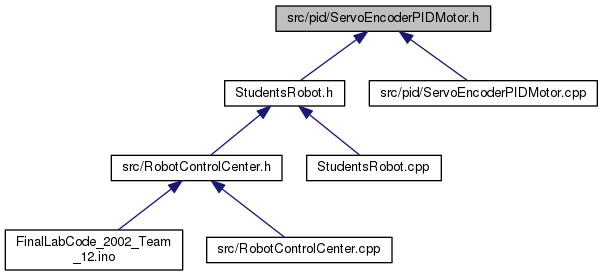 src/pid/ServoEncoderPIDMotor.h
StudentsRobot.h
src/pid/ServoEncoderPIDMotor.cpp
src/RobotControlCenter.h
StudentsRobot.cpp
FinalLabCode_2002_Team
_12.ino
src/RobotControlCenter.cpp